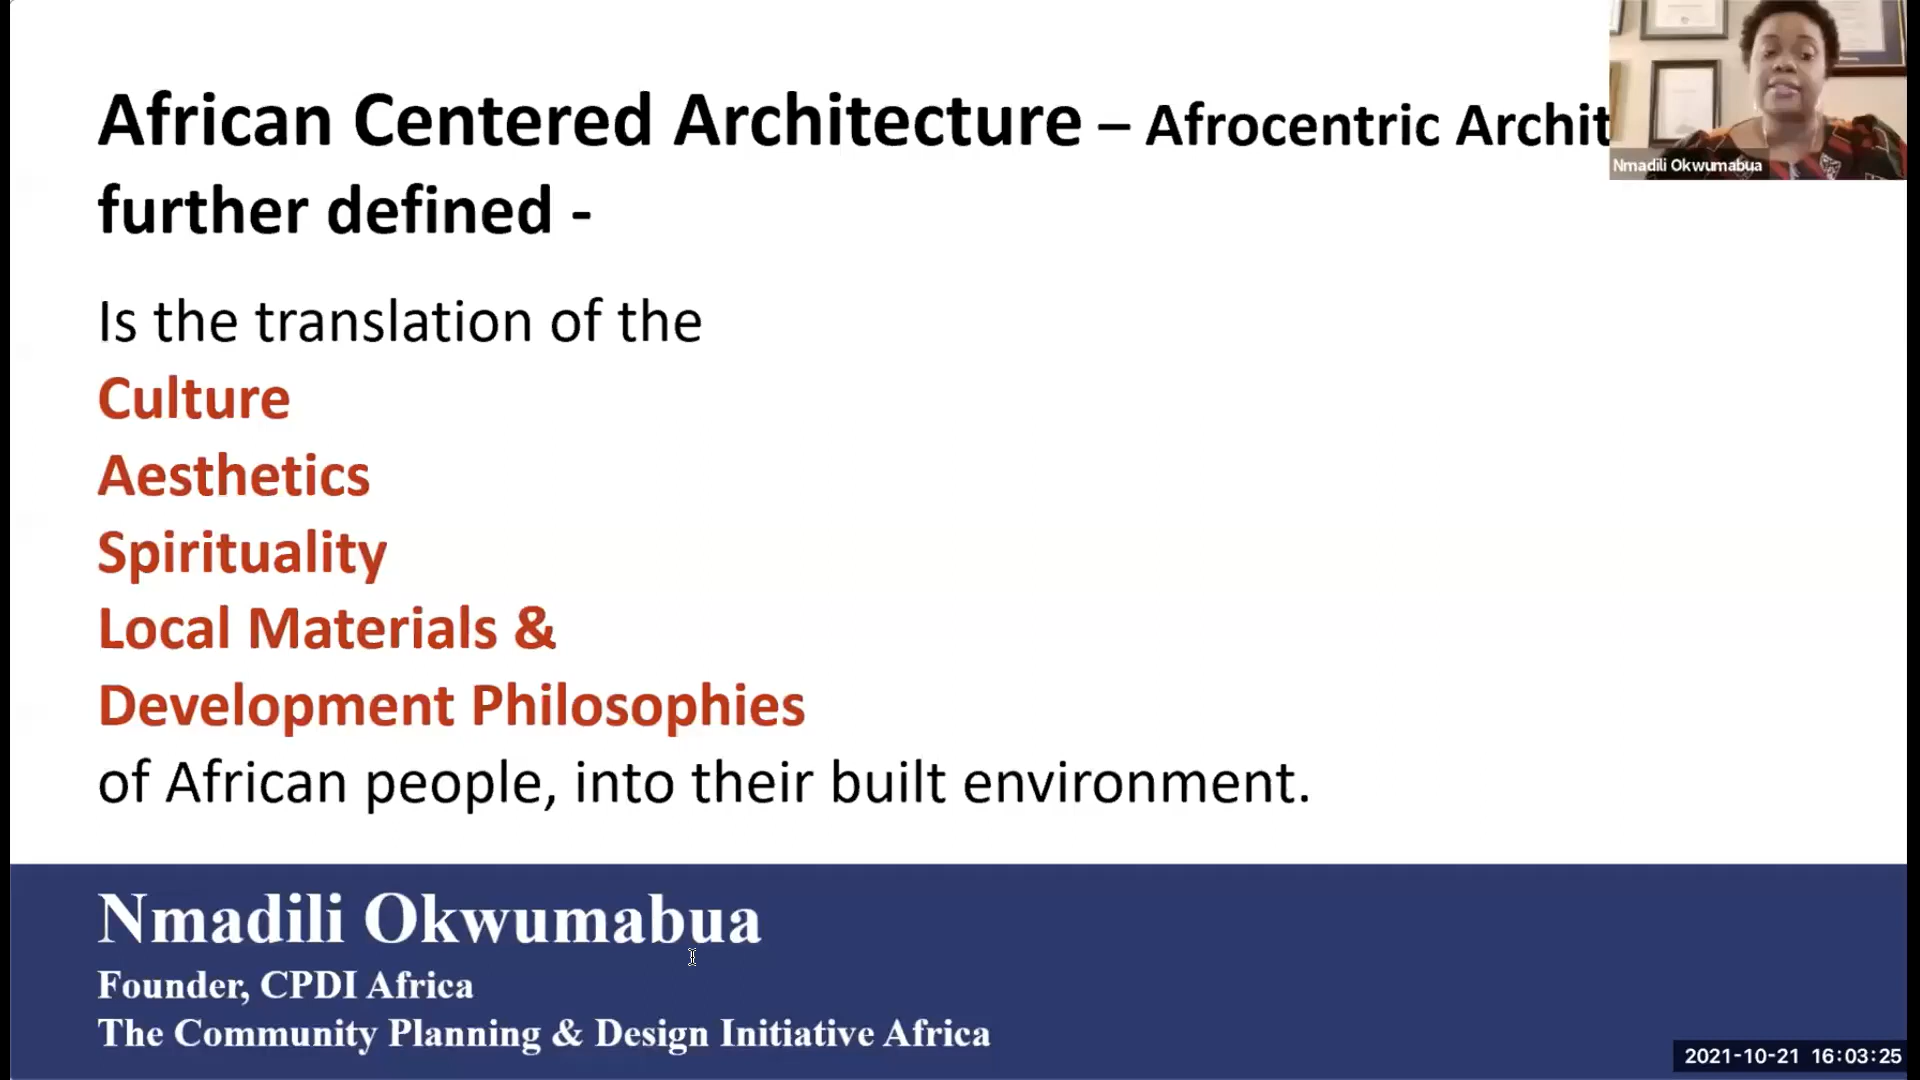 African Centered Architecture – Afrocentric Archit
further defined -
Is the translation of the
Culture
Aesthetics
Spirituality
Local Materials &
Development Philosophies
of African people, into their built environment.
Nmadili Okwumabua
Nmadili Okwumabua
Founder, CPDI Africa
The Community Planning & Design Initiative Africa
2021-10-21 16:03:25